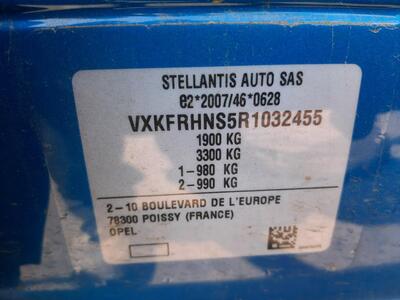 STELLANTIS AUTO SAS
e2*2007/46*0628
VXKFRHNS5R1032455
1900 KG
3300 KG
1-980 KG
2-990 KG
2-10 BOULEVARD DE L'EUROPE
78300 POISSY (FRANCE)
OPEL